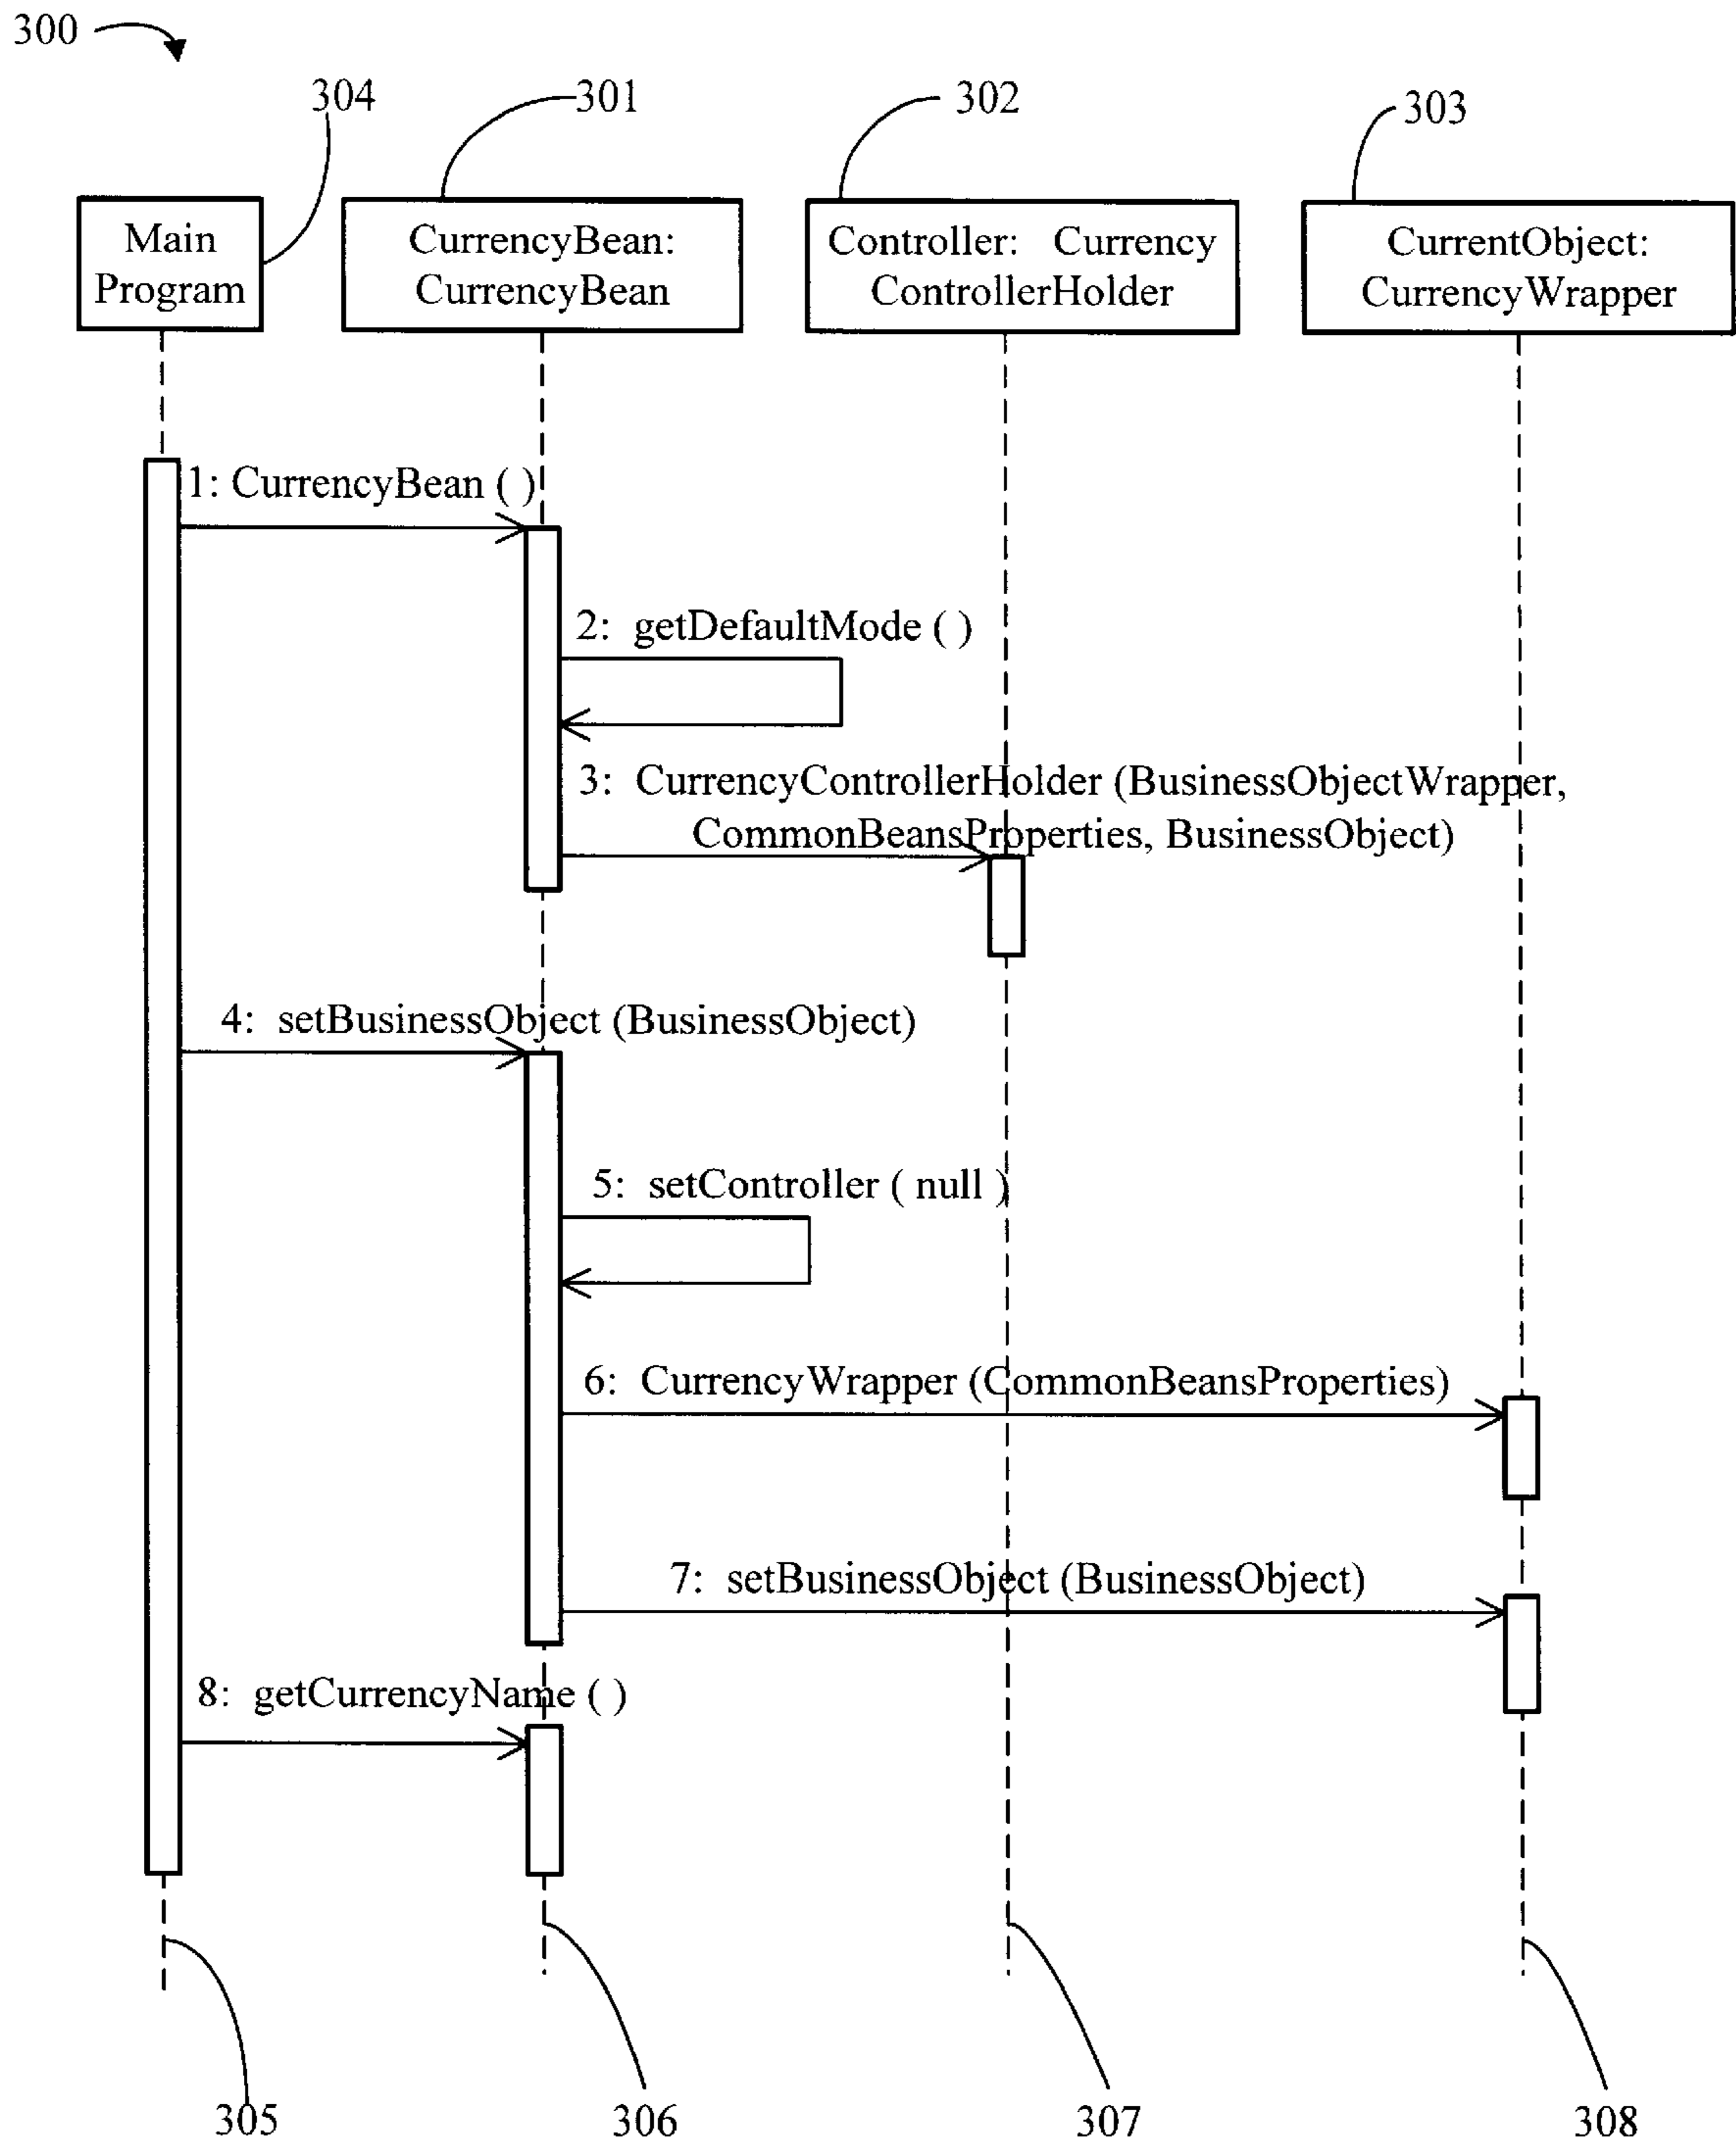 300
304
301
302
303
Main
Program
CurrencyBean:
CurrencyBean
Controller: Currency
ControllerHolder
CurrentObject:
CurrencyWrapper
1: CurrencyBean ( )
2: getDefaultMode ( )
3: CurrencyControllerHolder (BusinessObjectWrapper,
CommonBeansProperties, BusinessObject)
4: setBusinessObject (BusinessObject)
5: setController ( null )
6: CurrencyWrapper (CommonBeansProperties)
7: setBusinessObject (BusinessObject)
8: getCurrencyName ( )
305
306
307
308